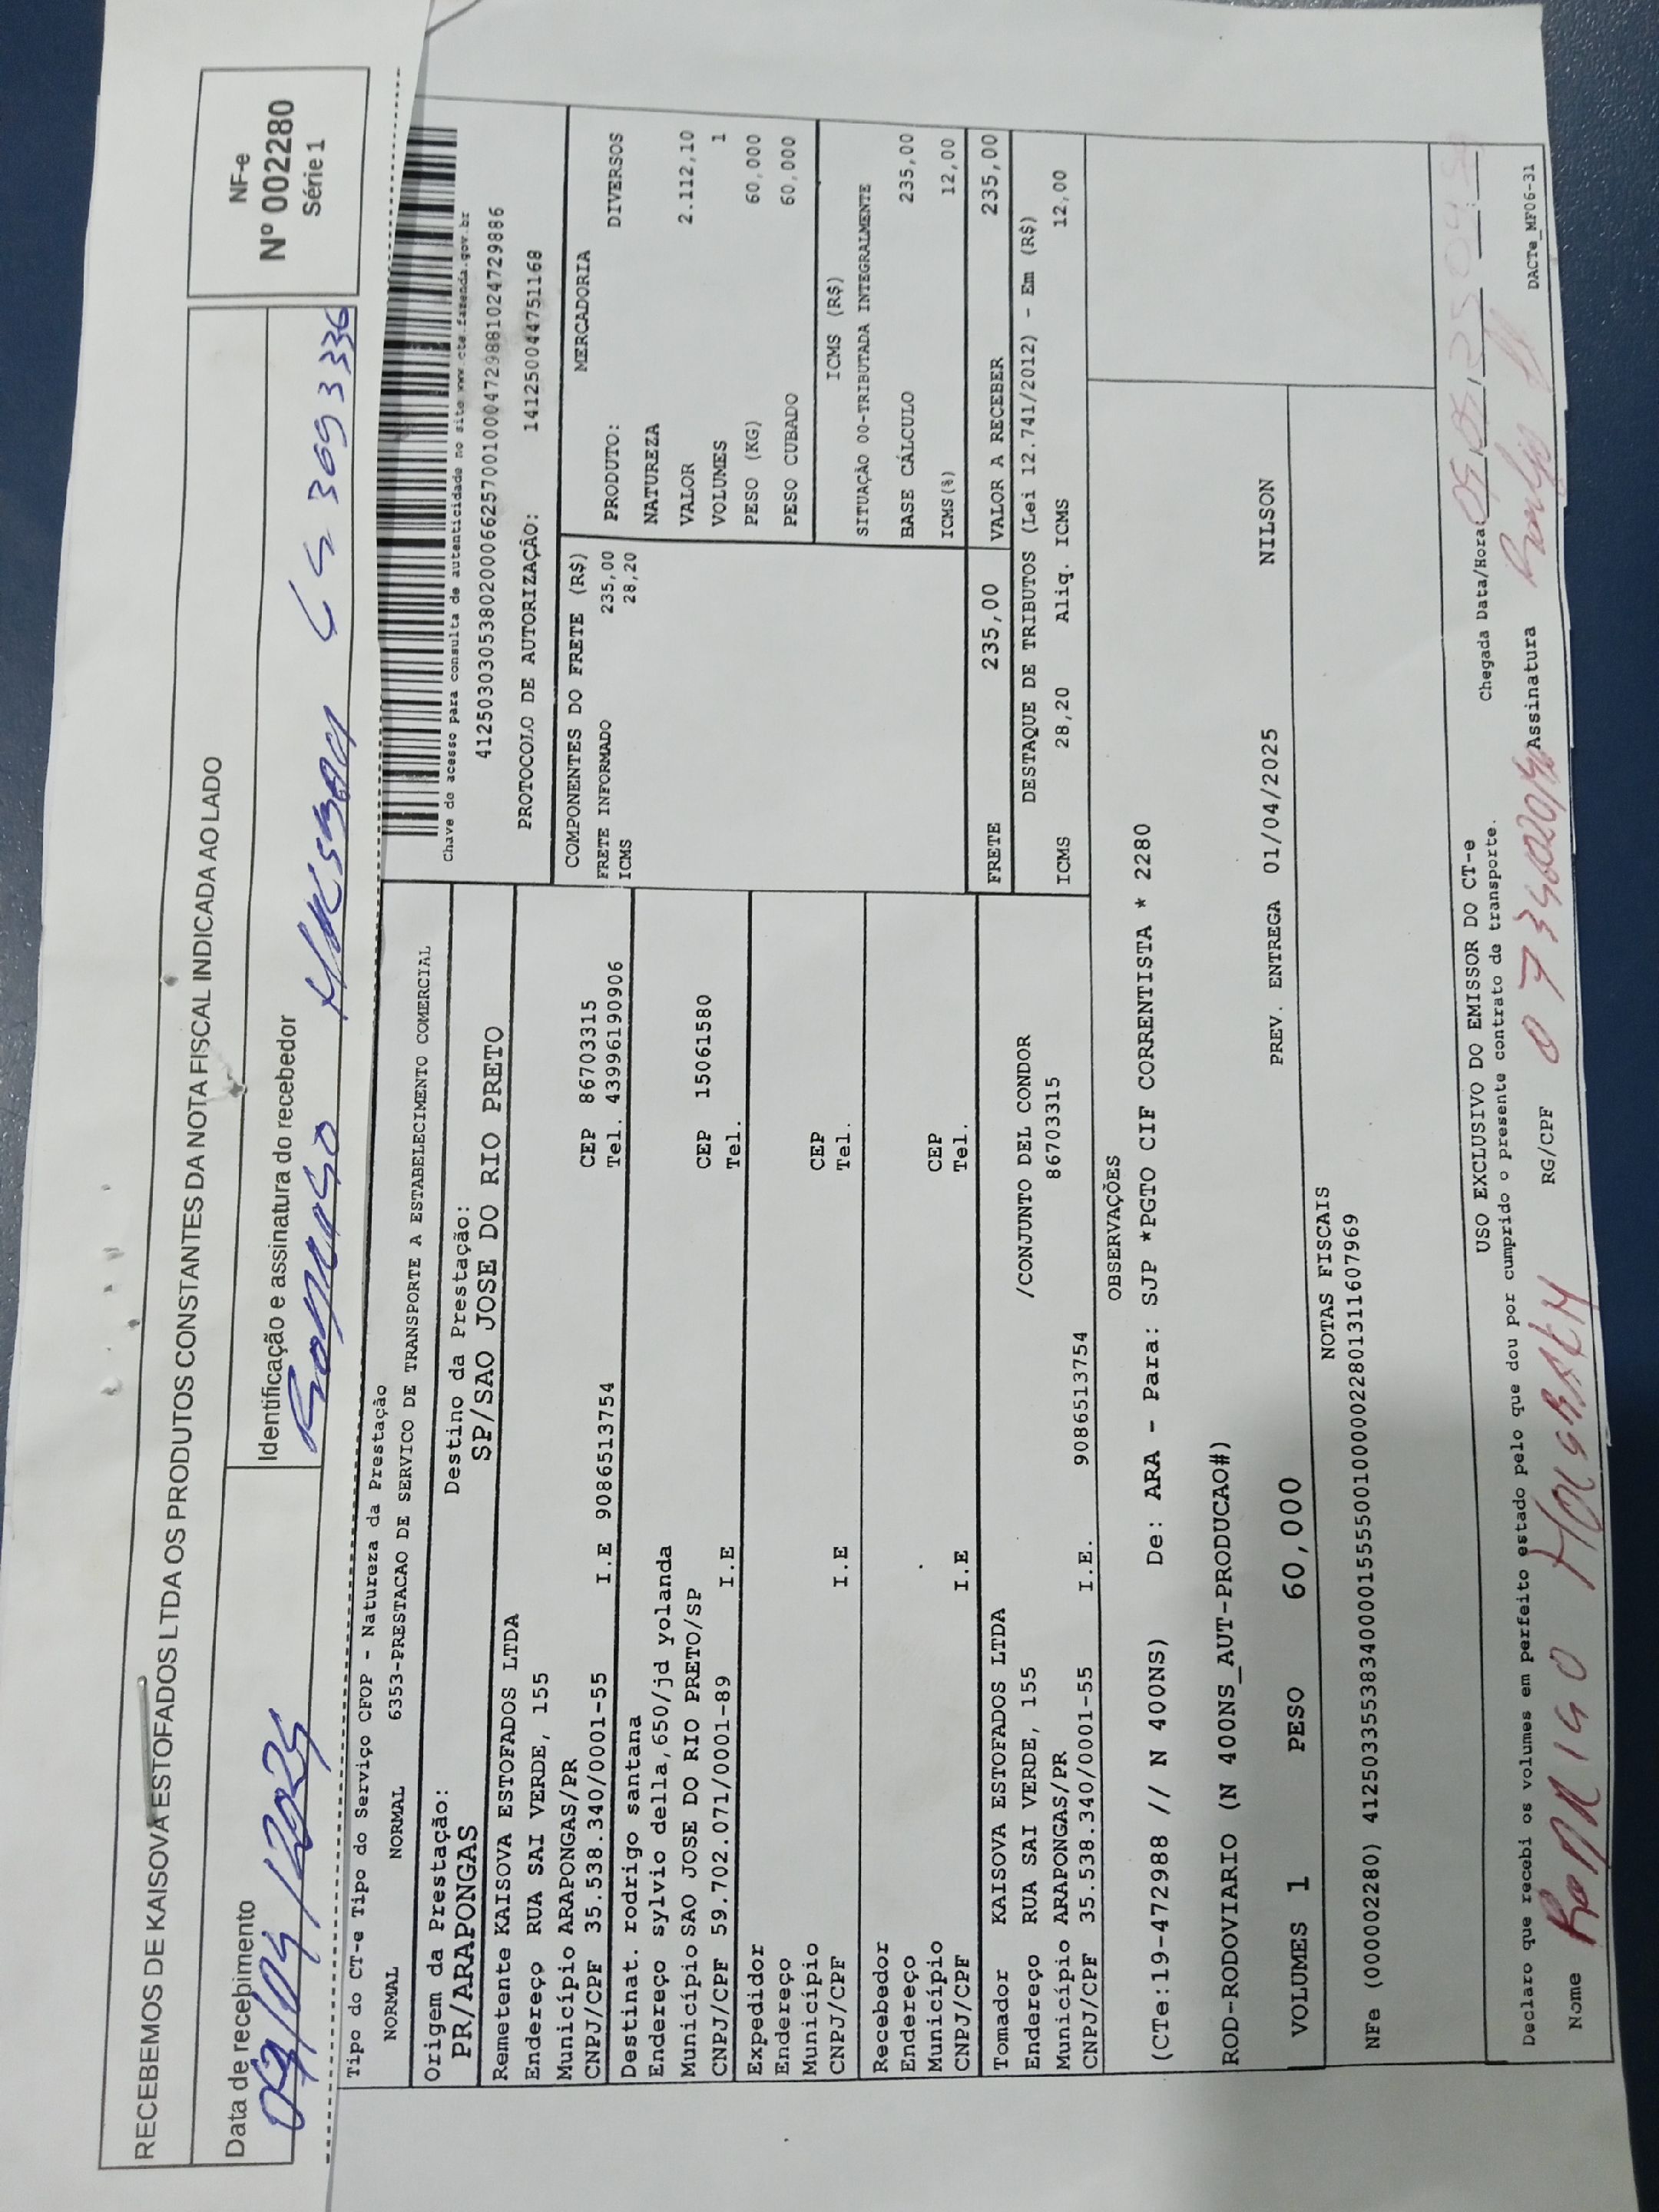 RECEBEMOS DE KAISOVA ESTOFADOS LTDA OS PRODUTOS CONSTANTES DA NOTA FISCAL INDICADA AO LADO
NF-e
Nº 002280
Série 1
Data de recebimento
Identificação e assinatura do recebedor
Tipo do CT-e Tipo do Serviço CFOP - Natureza da Prestação
NORMAL NORMAL 6353-PRESTACAO DE SERVICO DE TRANSPORTE A ESTABELECIMENTO COMERCIAL
Origem da Prestação: Destino da Prestação:
PR/ARAPONGAS SP/SAO JOSE DO RIO PRETO
Chave de acesso para consulta de autenticidade no site www.cte.fazenda.gov.br
41250303053802000662570010004729881024729886
PROTOCOLO DE AUTORIZAÇÃO: 141250044751168
Remetente KAISOVA ESTOFADOS LTDA
Endereço RUA SAI VERDE, 155
Município ARAPONGAS/PR CEP 86703315
CNPJ/CPF 35.538.340/0001-55 I.E 9086513754 Tel. 43996190906
Destinat. rodrigo santana
Endereço sylvio della,650/jd yolanda
Município SAO JOSE DO RIO PRETO/SP CEP 15061580
CNPJ/CPF 59.702.071/0001-89 I.E Tel.
Expedidor
Endereço
Município CEP
CNPJ/CPF I.E Tel.
Recebedor
Endereço
Município CEP
CNPJ/CPF I.E Tel.
Tomador KAISOVA ESTOFADOS LTDA
Endereço RUA SAI VERDE, 155 /CONJUNTO DEL CONDOR
Município ARAPONGAS/PR 86703315
CNPJ/CPF 35.538.340/0001-55 I.E. 9086513754
COMPONENTES DO FRETE (R$)
FRETE INFORMADO 235,00
ICMS 28,20
MERCADORIA
PRODUTO: DIVERSOS
NATUREZA
VALOR 2.112,10
VOLUMES 1
PESO (KG) 60,000
PESO CUBADO 60,000
ICMS (R$)
SITUAÇÃO 00-TRIBUTADA INTEGRALMENTE
BASE CÁLCULO 235,00
ICMS(%) 12,00
FRETE 235,00 VALOR A RECEBER 235,00
DESTAQUE DE TRIBUTOS (Lei 12.741/2012) - Em (R$)
ICMS 28,20 Aliq. ICMS 12,00
OBSERVAÇÕES
(CTe:19-472988 // N 400NS) De: ARA - Para: SJP *PGTO CIF CORRENTISTA * 2280
ROD-RODOVIARIO (N 400NS_AUT-PRODUCAO#)
VOLUMES 1 PESO 60,000 PREV. ENTREGA 01/04/2025 NILSON
NOTAS FISCAIS
NFe (000002280) 41250335538340000155550010000022801311607969
USO EXCLUSIVO DO EMISSOR DO CT-e
Declaro que recebi os volumes em perfeito estado pelo que dou por cumprido o presente contrato de transporte.
Chegada Data/Hora:
Nome RG/CPF Assinatura
DACTe_MF06-31